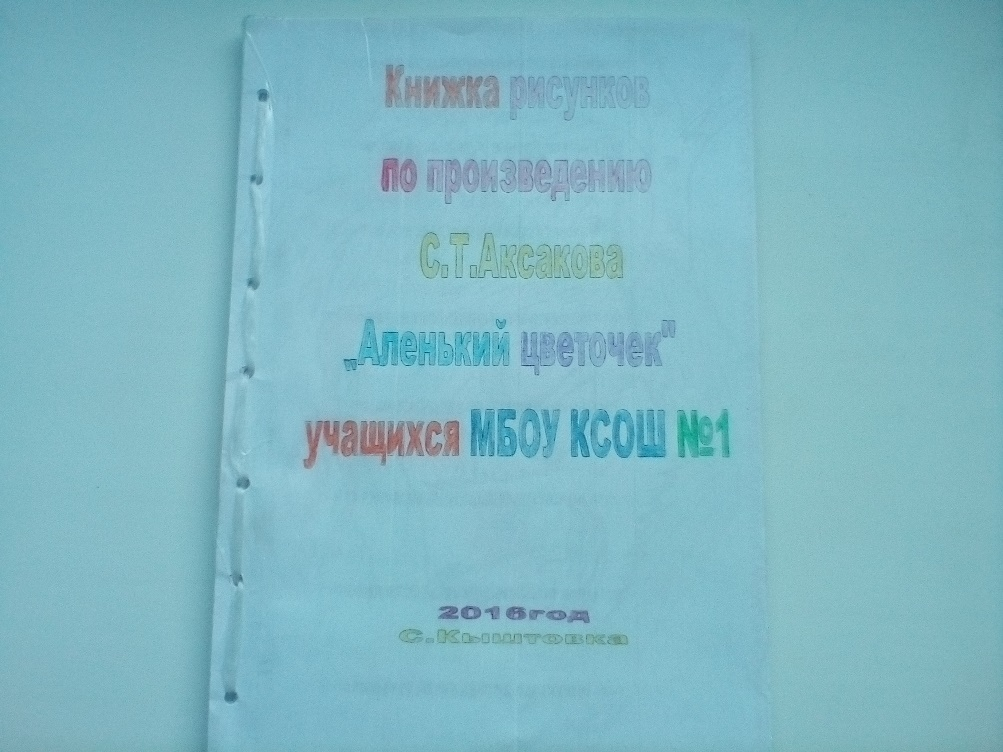 Книжка рисунков
по произведению
С.Т.Аксакова
„Аленький цветочек"
учащихся МБОУ КСОШ №1
2016год
С.Кыштовка